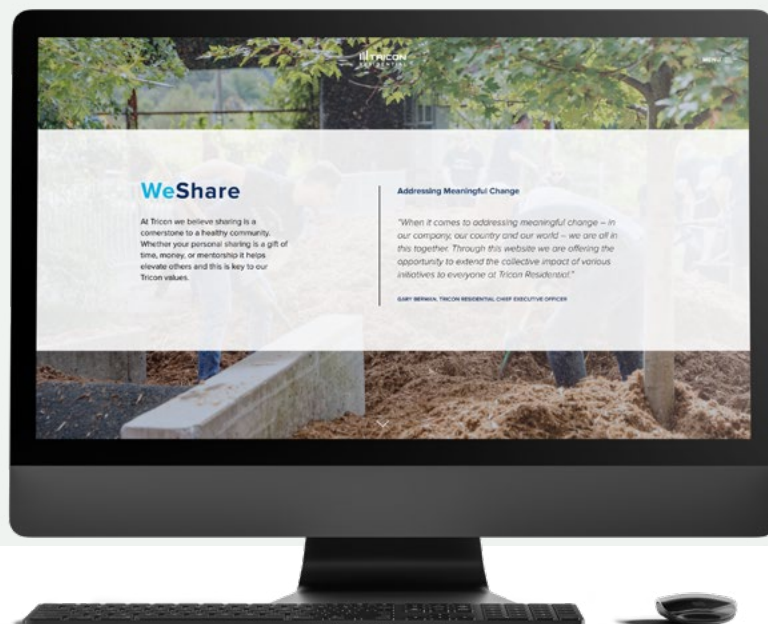 TRICON
RESIDENTIAL
MENU
WeShare
At Tricon we believe sharing is a
cornerstone to a healthy community.
Whether your personal sharing is a gift of
time, money, or mentorship it helps
elevate others and this is key to our
Tricon values.
Addressing Meaningful Change
"When it comes to addressing meaningful change – in
our company, our country and our world – we are all in
this together. Through this website we are offering the
opportunity to extend the collective impact of various
initiatives to everyone at Tricon Residential."
GARY BERMAN, TRICON RESIDENTIAL CHIEF EXECUTIVE OFFICER